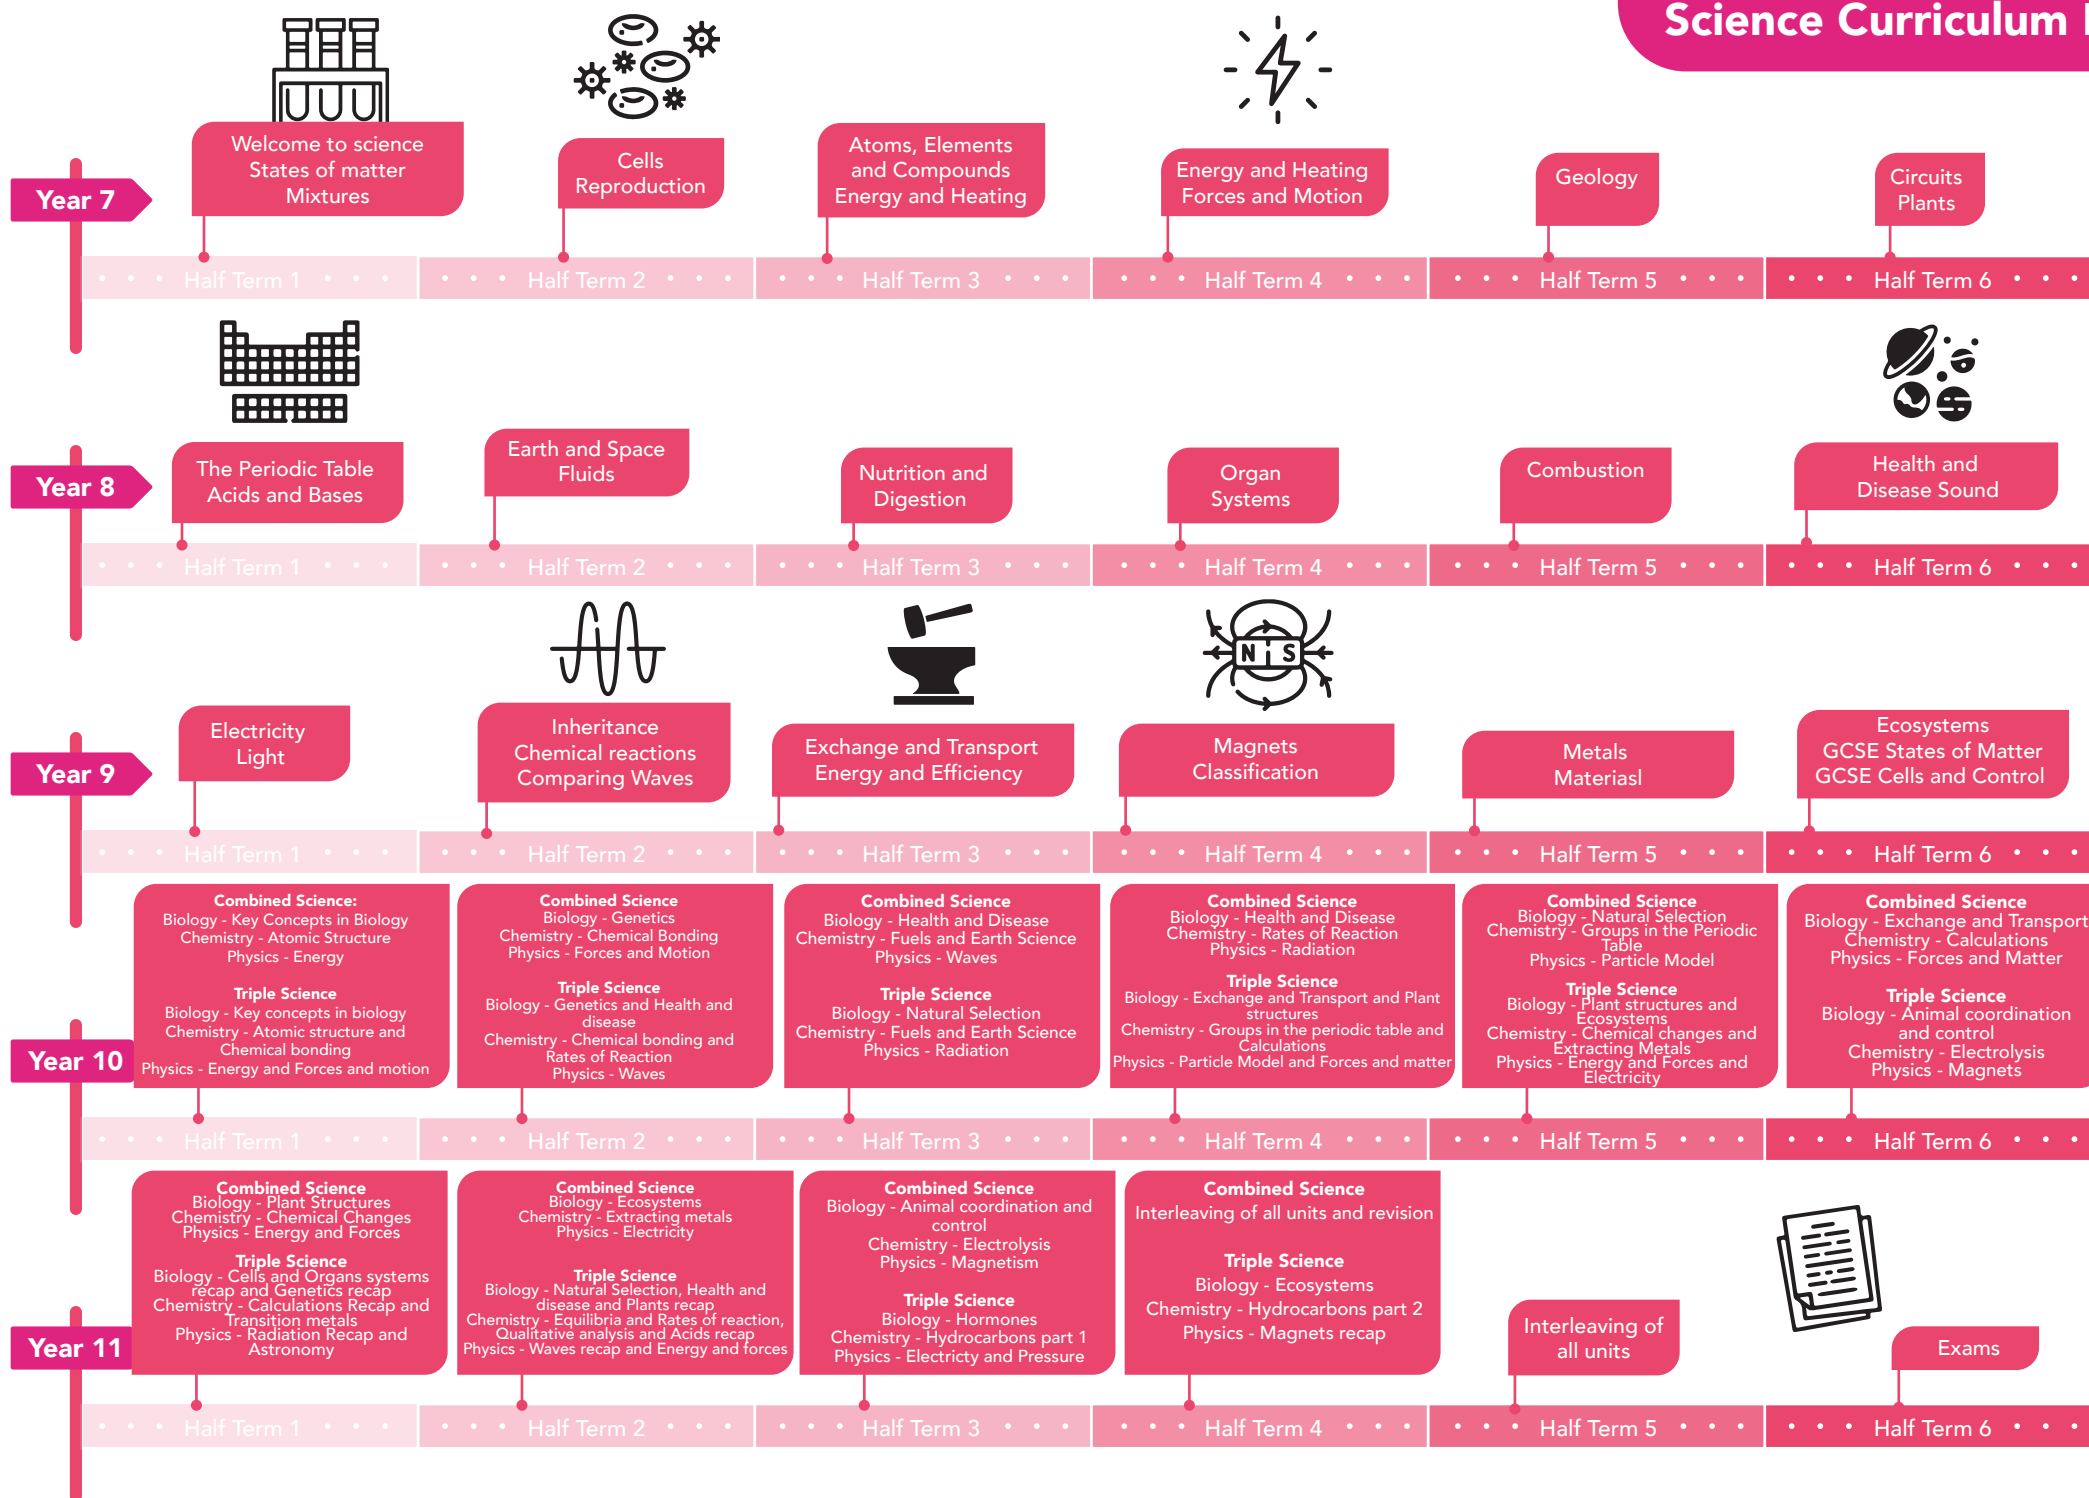 Science Curriculum
Year 7
Welcome to science
States of matter
Mixtures
Cells
Reproduction
Atoms, Elements
and Compounds
Energy and Heating
Energy and Heating
Forces and Motion
Geology
Circuits
Plants
Half Term 1
Half Term 2
Half Term 3
Half Term 4
Half Term 5
Half Term 6
Year 8
The Periodic Table
Acids and Bases
Earth and Space
Fluids
Nutrition and
Digestion
Organ
Systems
Combustion
Health and
Disease Sound
Half Term 1
Half Term 2
Half Term 3
Half Term 4
Half Term 5
Half Term 6
Year 9
Electricity
Light
Inheritance
Chemical reactions
Comparing Waves
Exchange and Transport
Energy and Efficiency
N S
Magnets
Classification
Metals
Materiasl
Ecosystems
GCSE States of Matter
GCSE Cells and Control
Half Term 1
Half Term 2
Half Term 3
Half Term 4
Half Term 5
Half Term 6
Year 10
Combined Science:
Biology - Key Concepts in Biology
Chemistry - Atomic Structure
Physics - Energy
Triple Science
Biology - Key concepts in biology
Chemistry - Atomic structure and
Chemical bonding
Physics - Energy and Forces and motion
Combined Science
Biology - Genetics
Chemistry - Chemical Bonding
Physics - Forces and Motion
Triple Science
Biology - Genetics and Health and
disease
Chemistry - Chemical bonding and
Rates of Reaction
Physics - Waves
Combined Science
Biology - Health and Disease
Chemistry - Fuels and Earth Science
Physics - Waves
Triple Science
Biology - Natural Selection
Chemistry - Fuels and Earth Science
Physics - Radiation
Combined Science
Biology - Health and Disease
Chemistry - Rates of Reaction
Physics - Radiation
Triple Science
Biology - Exchange and Transport and Plant
structures
Chemistry - Groups in the periodic table and
Calculations
Physics - Particle Model and Forces and matter
Combined Science
Biology - Natural Selection
Chemistry - Groups in the Periodic
Table
Physics - Particle Model
Triple Science
Biology - Plant structures and
Ecosystems
Chemistry - Chemical changes and
Extracting Metals
Physics - Energy and Forces and
Electricity
Combined Science
Biology - Exchange and Transport
Chemistry - Calculations
Physics - Forces and Matter
Triple Science
Biology - Animal coordination
and control
Chemistry - Electrolysis
Physics - Magnets
Half Term 1
Half Term 2
Half Term 3
Half Term 4
Half Term 5
Half Term 6
Year 11
Combined Science
Biology - Plant Structures
Chemistry - Chemical Changes
Physics - Energy and Forces
Triple Science
Biology - Cells and Organs systems
recap and Genetics recap
Chemistry - Calculations Recap and
Transition metals
Physics - Radiation Recap and
Astronomy
Combined Science
Biology - Ecosystems
Chemistry - Extracting metals
Physics - Electricity
Triple Science
Biology - Natural Selection, Health and
disease and Plants recap
Chemistry - Equilibria and Rates of reaction,
Qualitative analysis and Acids recap
Physics - Waves recap and Energy and forces
Combined Science
Biology - Animal coordination and
control
Chemistry - Electrolysis
Physics - Magnetism
Triple Science
Biology - Hormones
Chemistry - Hydrocarbons part 1
Physics - Electricty and Pressure
Combined Science
Interleaving of all units and revision
Triple Science
Biology - Ecosystems
Chemistry - Hydrocarbons part 2
Physics - Magnets recap
Interleaving of
all units
Exams
Half Term 1
Half Term 2
Half Term 3
Half Term 4
Half Term 5
Half Term 6